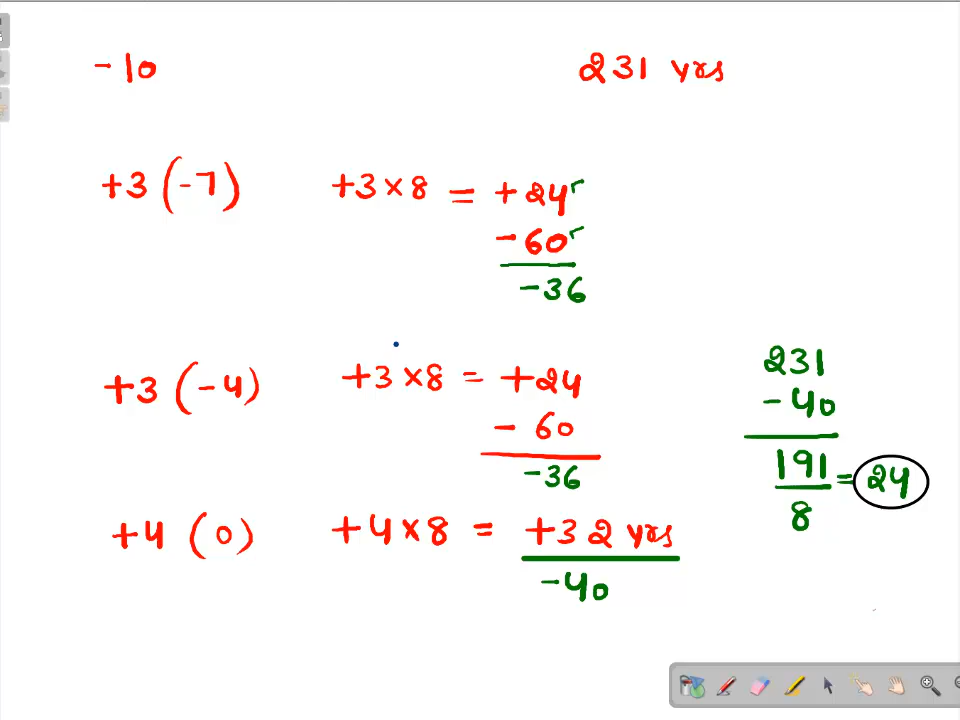 -10 231 yrs
+3 (-7) +3×8 = +24
-60
-36
+3 (-4) +3×8 = +24
-60
-36
+4 (0) +4×8 = +32 yrs
-40
231
-40
191 = 24
8